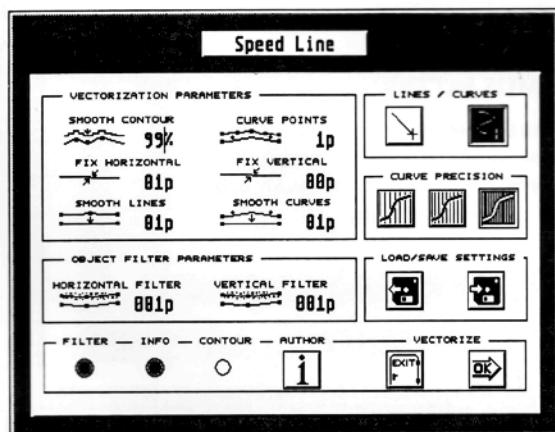 Speed Line
VECTORIZATION PARAMETERS
SMOOTH CONTOUR
99%
CURVE POINTS
1p
FIX HORIZONTAL
01p
FIX VERTICAL
00p
SMOOTH LINES
01p
SMOOTH CURVES
01p
LINES / CURVES
CURVE PRECISION
OBJECT FILTER PARAMETERS
HORIZONTAL FILTER
001p
VERTICAL FILTER
001p
LOAD/SAVE SETTINGS
FILTER
INFO
CONTOUR
AUTHOR
i
VECTORIZE
EXIT
OK